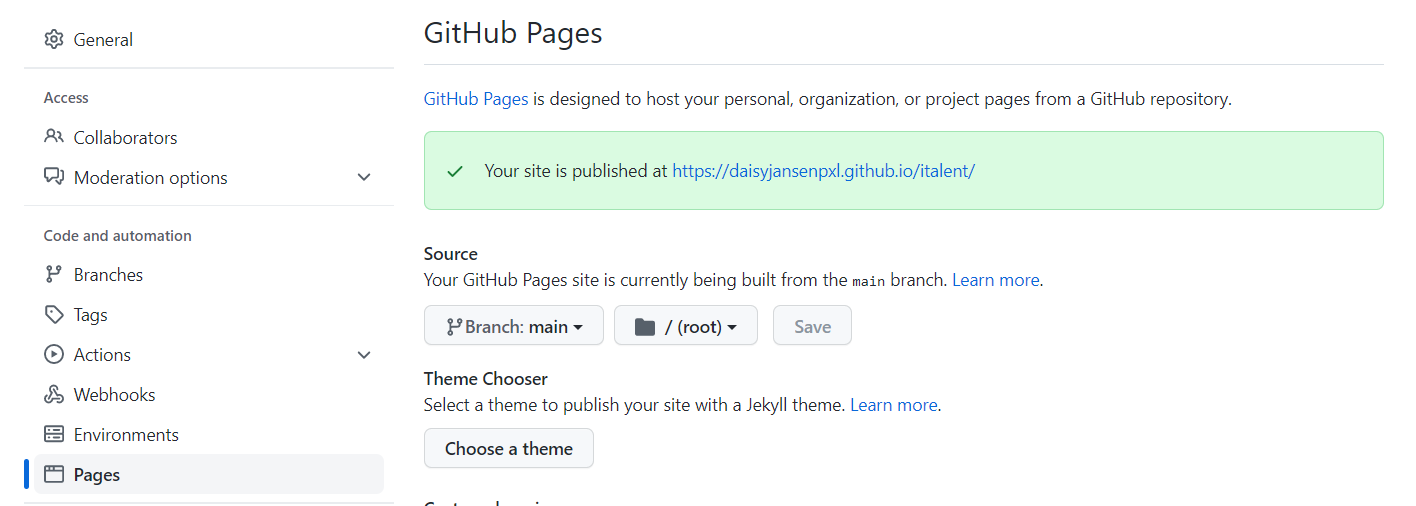 General
Access
Collaborators
Moderation options
Code and automation
Branches
Tags
Actions
Webhooks
Environments
Pages
GitHub Pages
GitHub Pages is designed to host your personal, organization, or project pages from a GitHub repository.
Your site is published at https://daisyjansenpxl.github.io/italent/
Source
Your GitHub Pages site is currently being built from the main branch. Learn more.
Branch: main
/ (root)
Save
Theme Chooser
Select a theme to publish your site with a Jekyll theme. Learn more.
Choose a theme